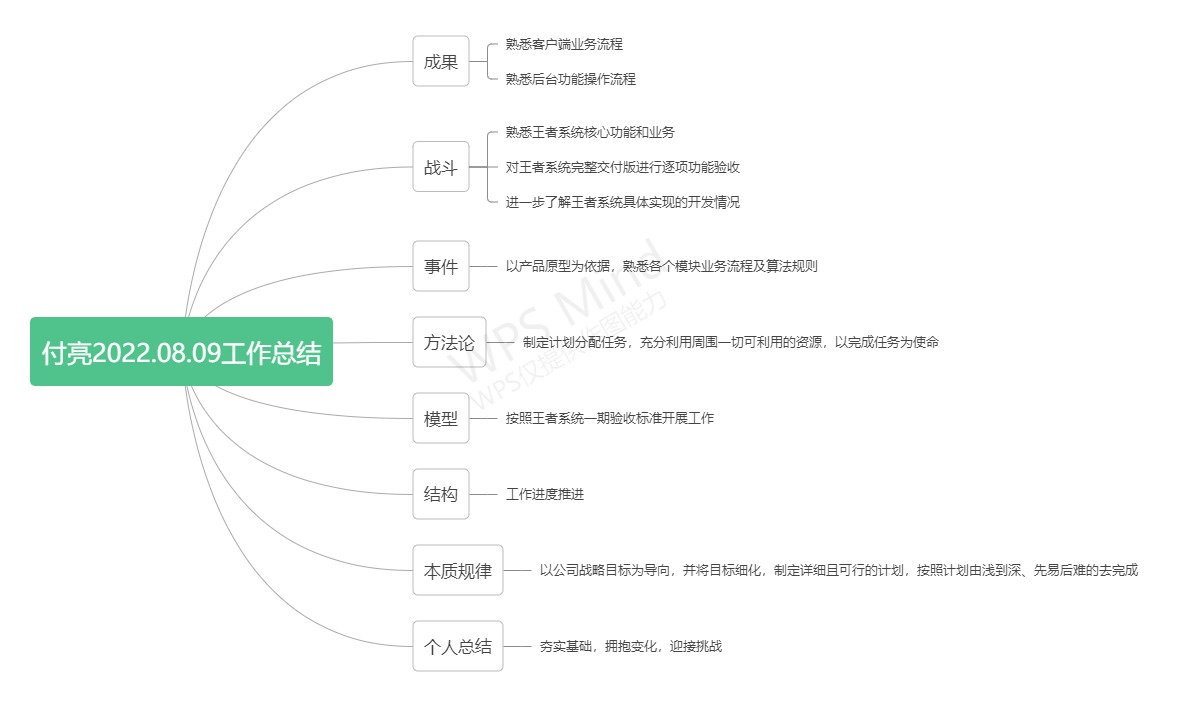 成果
熟悉客户端业务流程
熟悉后台功能操作流程
战斗
熟悉王者系统核心功能和业务
对王者系统完整交付版进行逐项功能验收
进一步了解王者系统具体实现的开发情况
事件
以产品原型为依据，熟悉各个模块业务流程及算法规则
付亮2022.08.09工作总结
方法论
制定计划分配任务，充分利用周围一切可利用的资源，以完成任务为使命
模型
按照王者系统一期验收标准开展工作
结构
工作进度推进
本质规律
以公司战略目标为导向，并将目标细化，制定详细且可行的计划，按照计划由浅到深、先易后难的去完成
个人总结
夯实基础，拥抱变化，迎接挑战
WPS Mind
WPS仅提供作图能力